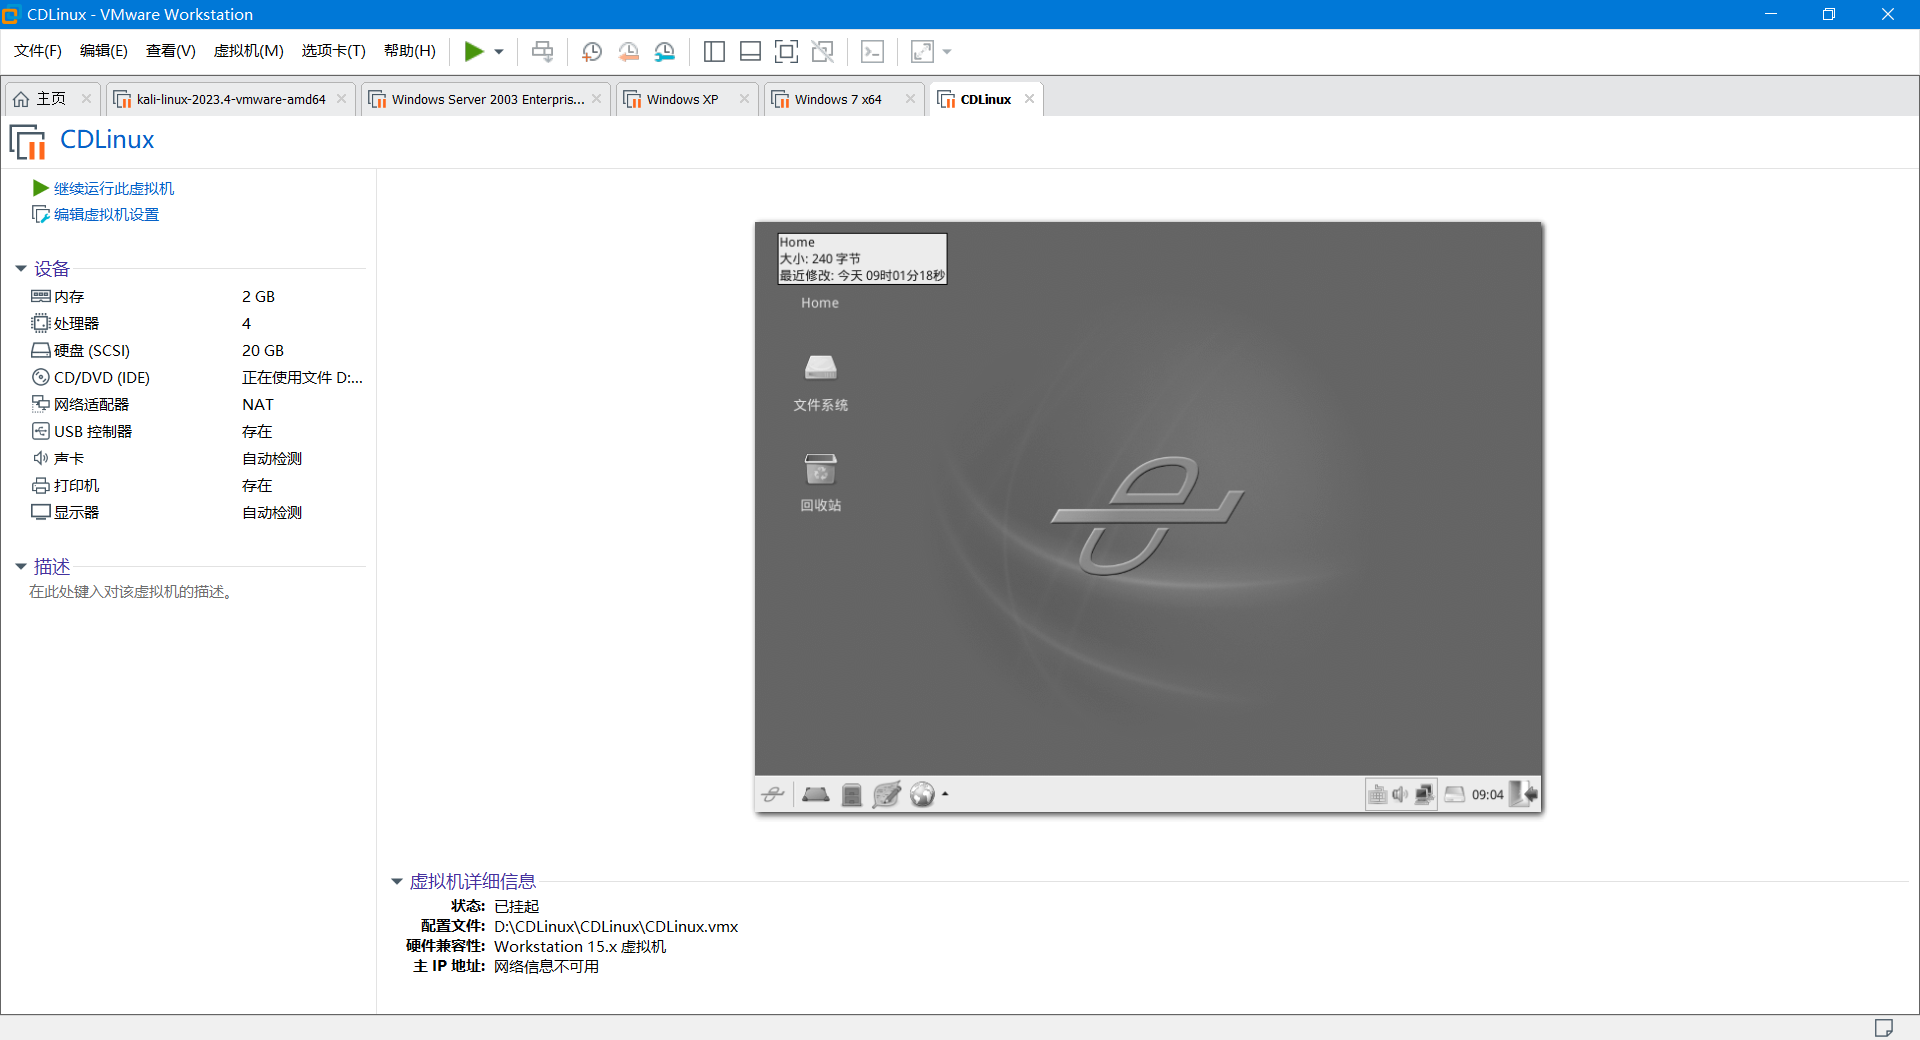 CDLinux - VMware Workstation
文件(F) 编辑(E) 查看(V) 虚拟机(M) 选项卡(T) 帮助(H)
主页 kali-linux-2023.4-vmware-amd64 Windows Server 2003 Enterpris... Windows XP Windows 7 x64 CDLinux
CDLinux
继续运行此虚拟机
编辑虚拟机设置
设备
内存 2 GB
处理器 4
硬盘 (SCSI) 20 GB
CD/DVD (IDE) 正在使用文件 D:...
网络适配器 NAT
USB 控制器 存在
声卡 自动检测
打印机 存在
显示器 自动检测
描述
在此处键入对该虚拟机的描述。
Home
大小: 240 字节
最近修改: 今天 09时01分18秒
Home
文件系统
回收站
09:04
虚拟机详细信息
状态: 已挂起
配置文件: D:\CDLinux\CDLinux\CDLinux.vmx
硬件兼容性: Workstation 15.x 虚拟机
主 IP 地址: 网络信息不可用